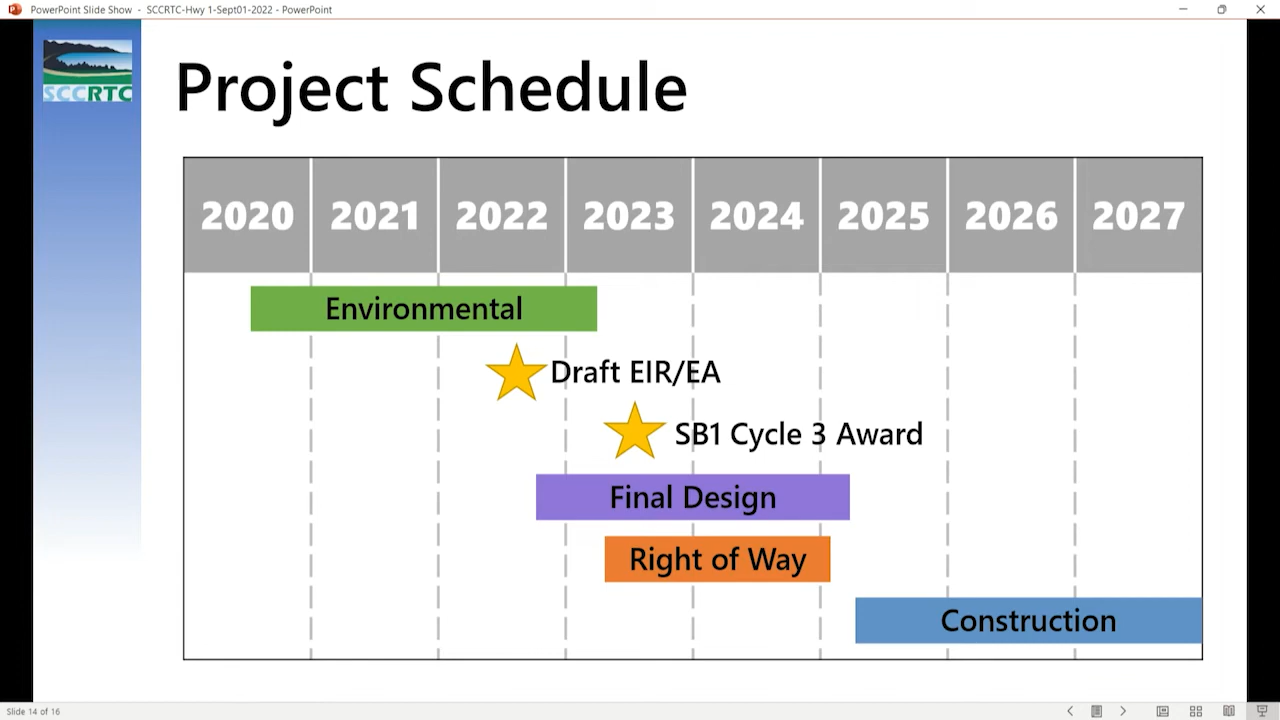 PowerPoint Slide Show - SCCRTC-Hwy 1-Sept01-2022 - PowerPoint
SCCRTC
Project Schedule
2020 2021 2022 2023 2024 2025 2026 2027
Environmental
Draft EIR/EA
SB1 Cycle 3 Award
Final Design
Right of Way
Construction
Slide 14 of 16